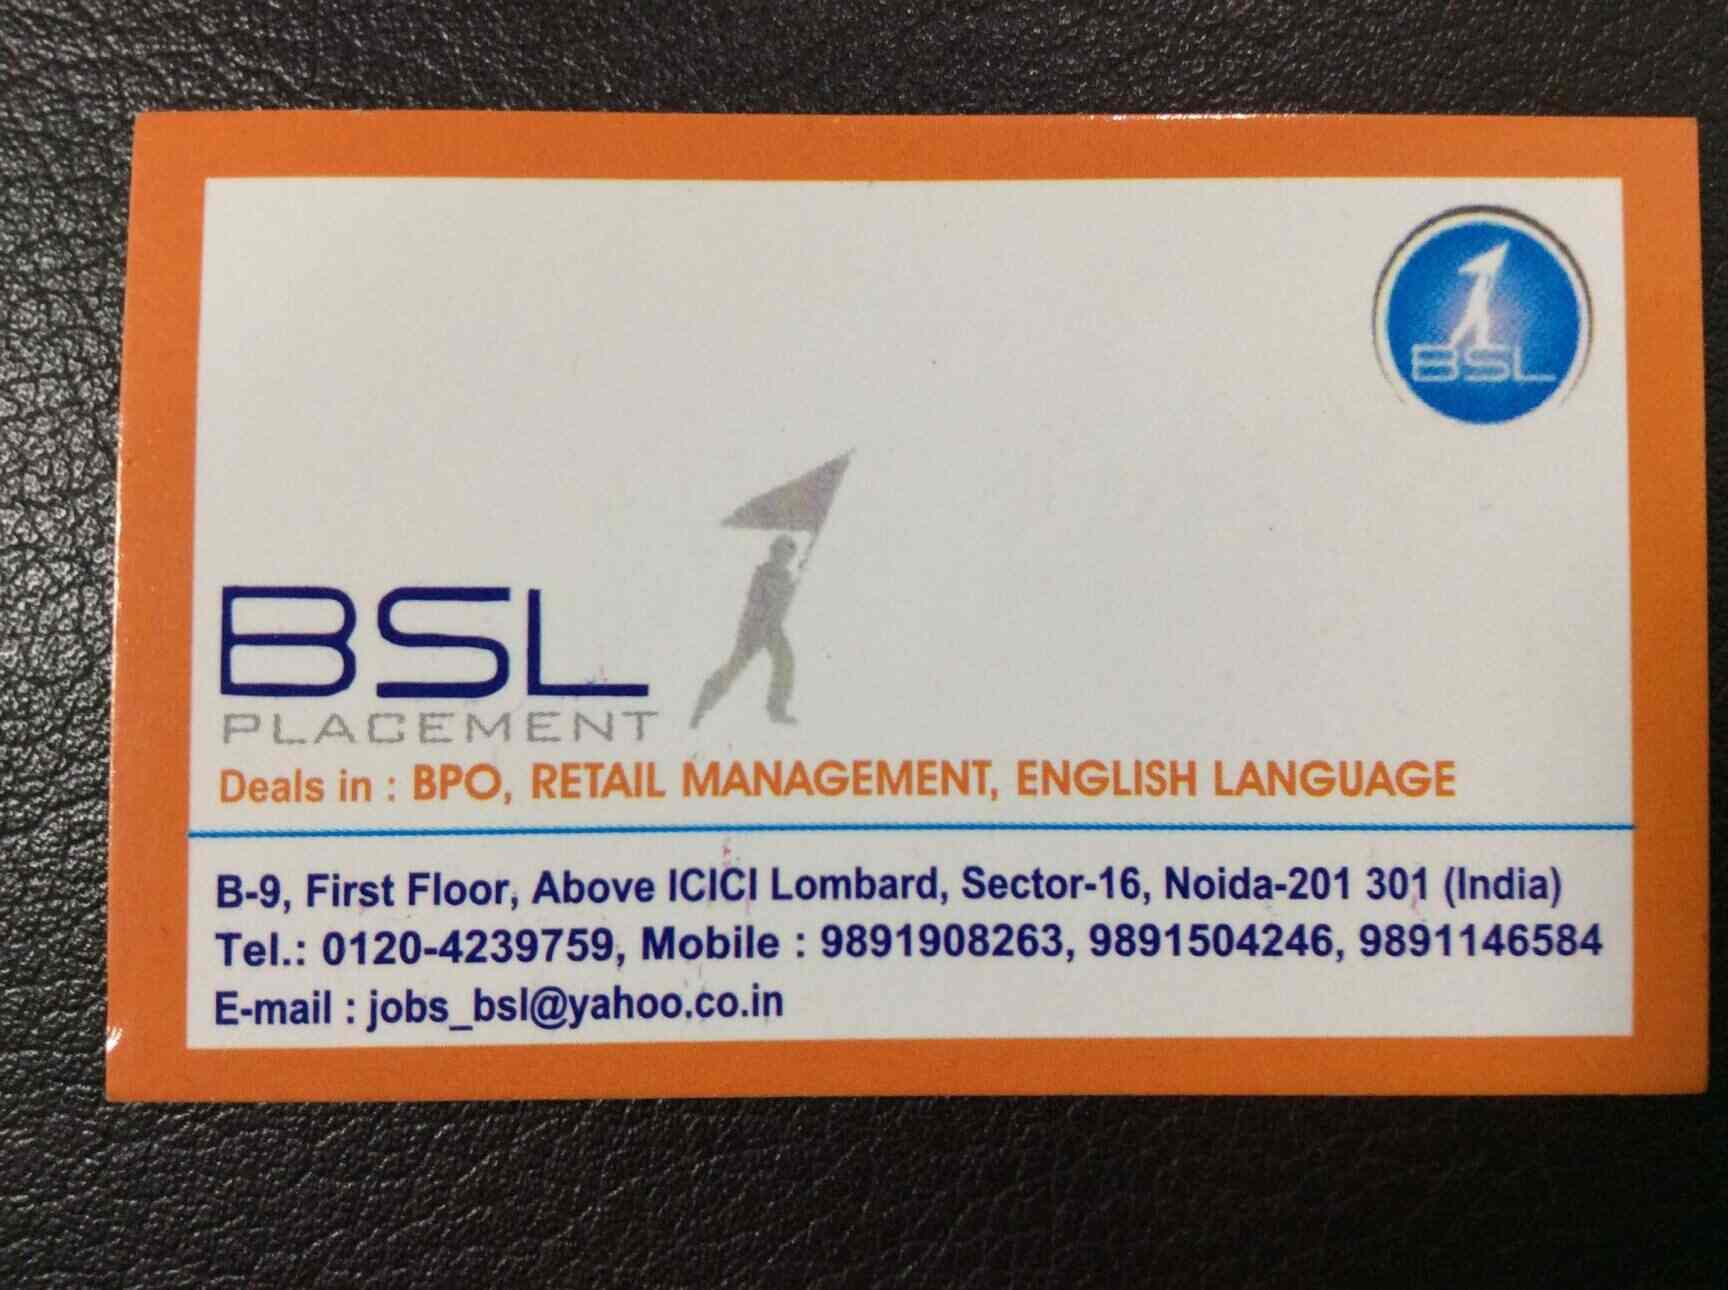 BSL
BSL
PLACEMENT
Deals in : BPO, RETAIL MANAGEMENT, ENGLISH LANGUAGE
B-9, First Floor, Above ICICI Lombard, Sector-16, Noida-201 301 (India)
Tel.: 0120-4239759, Mobile : 9891908263, 9891504246, 9891146584
E-mail : jobs_bsl@yahoo.co.in